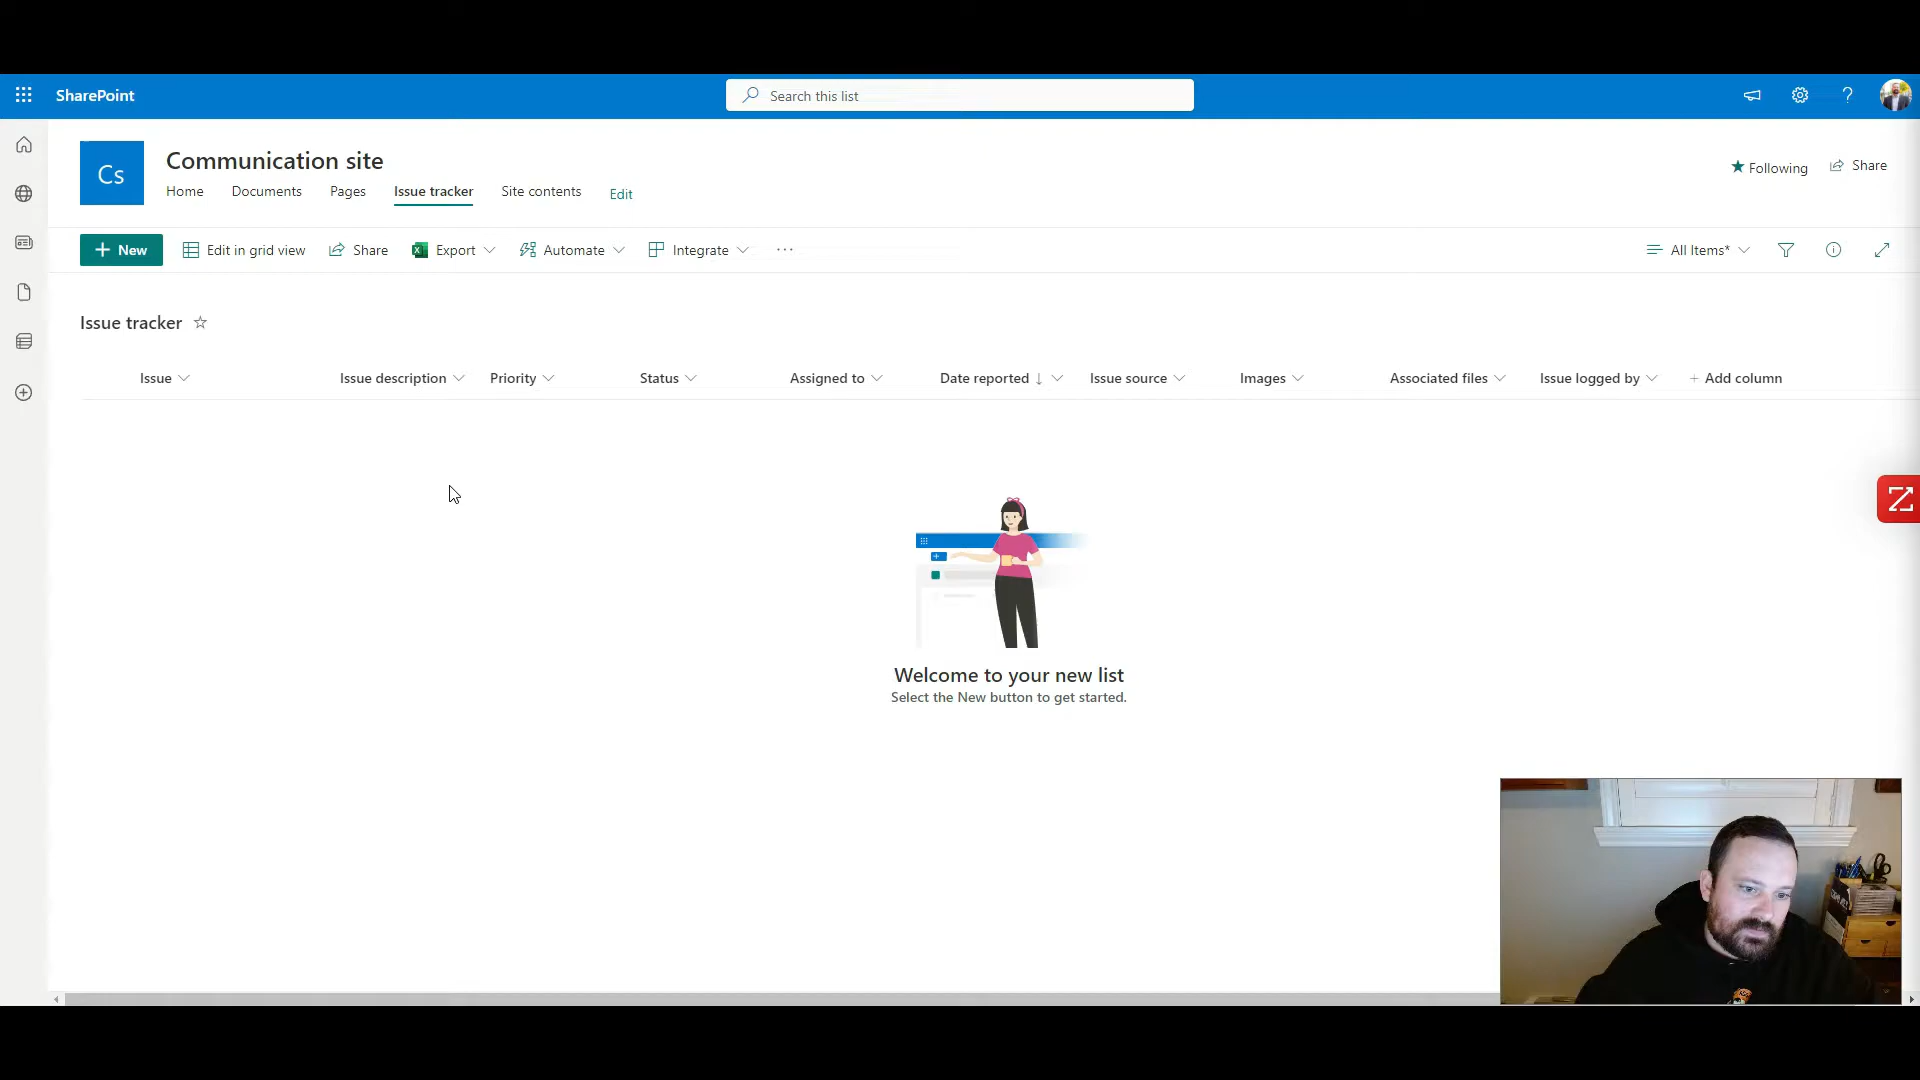 SharePoint
Search this list
Cs
Communication site
Home Documents Pages Issue tracker Site contents Edit
Following Share
+ New Edit in grid view Share Export Automate Integrate ...
All Items*
Issue tracker
Issue Issue description Priority Status Assigned to Date reported ↓ Issue source Images Associated files Issue logged by + Add column
Welcome to your new list
Select the New button to get started.